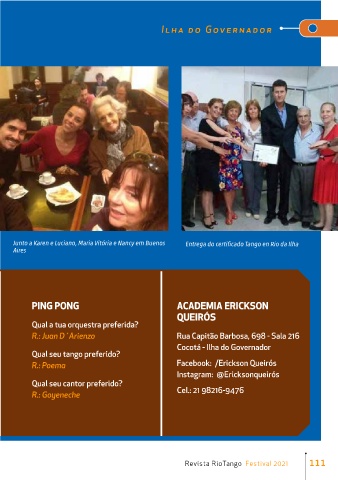 Ilha do Governador
Junto a Karen e Luciano, Maria Vitória e Nancy em Buenos
Aires
Entrega do certificado Tango en Rio da Ilha
PING PONG
Qual a tua orquestra preferida?
R.: Juan D ' Arienzo
Qual seu tango preferido?
R.: Poema
Qual seu cantor preferido?
R.: Goyeneche
ACADEMIA ERICKSON
QUEIRÓS
Rua Capitão Barbosa, 698 - Sala 216
Cocotá - Ilha do Governador
Facebook: /Erickson Queirós
Instagram: @Ericksonqueirós
Cel.: 21 98216-9476
Revista RioTango Festival 2021 111